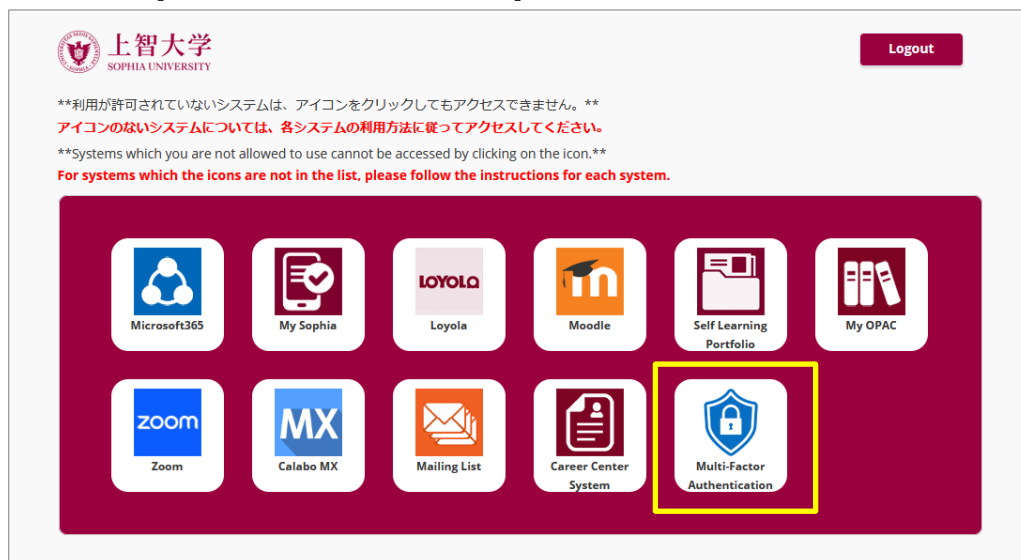 上智大学
SOPHIA UNIVERSITY
Logout
**利用が許可されていないシステムは、アイコンをクリックしてもアクセスできません。**
アイコンのないシステムについては、各システムの利用方法に従ってアクセスしてください。
**Systems which you are not allowed to use cannot be accessed by clicking on the icon.**
For systems which the icons are not in the list, please follow the instructions for each system.
Microsoft365
My Sophia
LOYOLA
Loyola
Moodle
Self Learning
Portfolio
My OPAC
zoom
Zoom
MX
Calabo MX
Mailing List
Career Center
System
Multi-Factor
Authentication